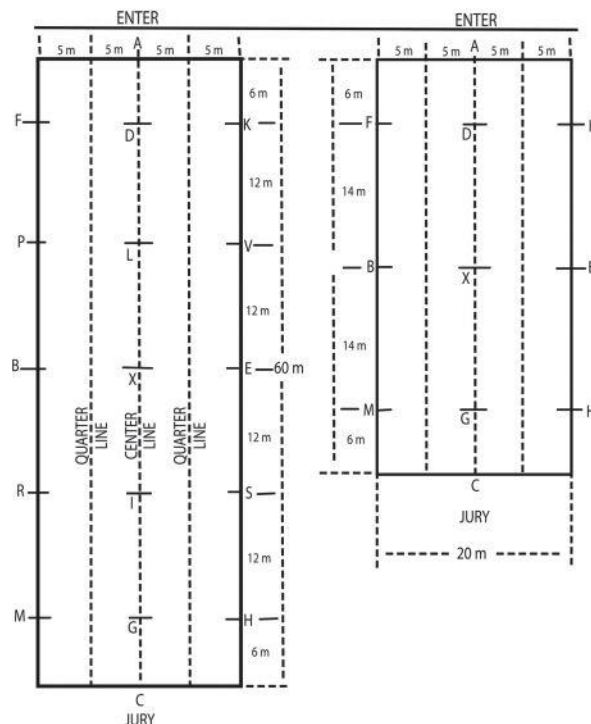 ENTER
5 m 5 m A 5 m 5 m
6 m
F D K
12 m
P L V
12 m
B X E 60 m
QUARTER LINE
CENTER LINE
QUARTER LINE
12 m
R I S
12 m
M G H
6 m
C
JURY
ENTER
5 m 5 m A 5 m 5 m
6 m
F D
14 m
B X
14 m
M G
6 m
C
JURY
20 m